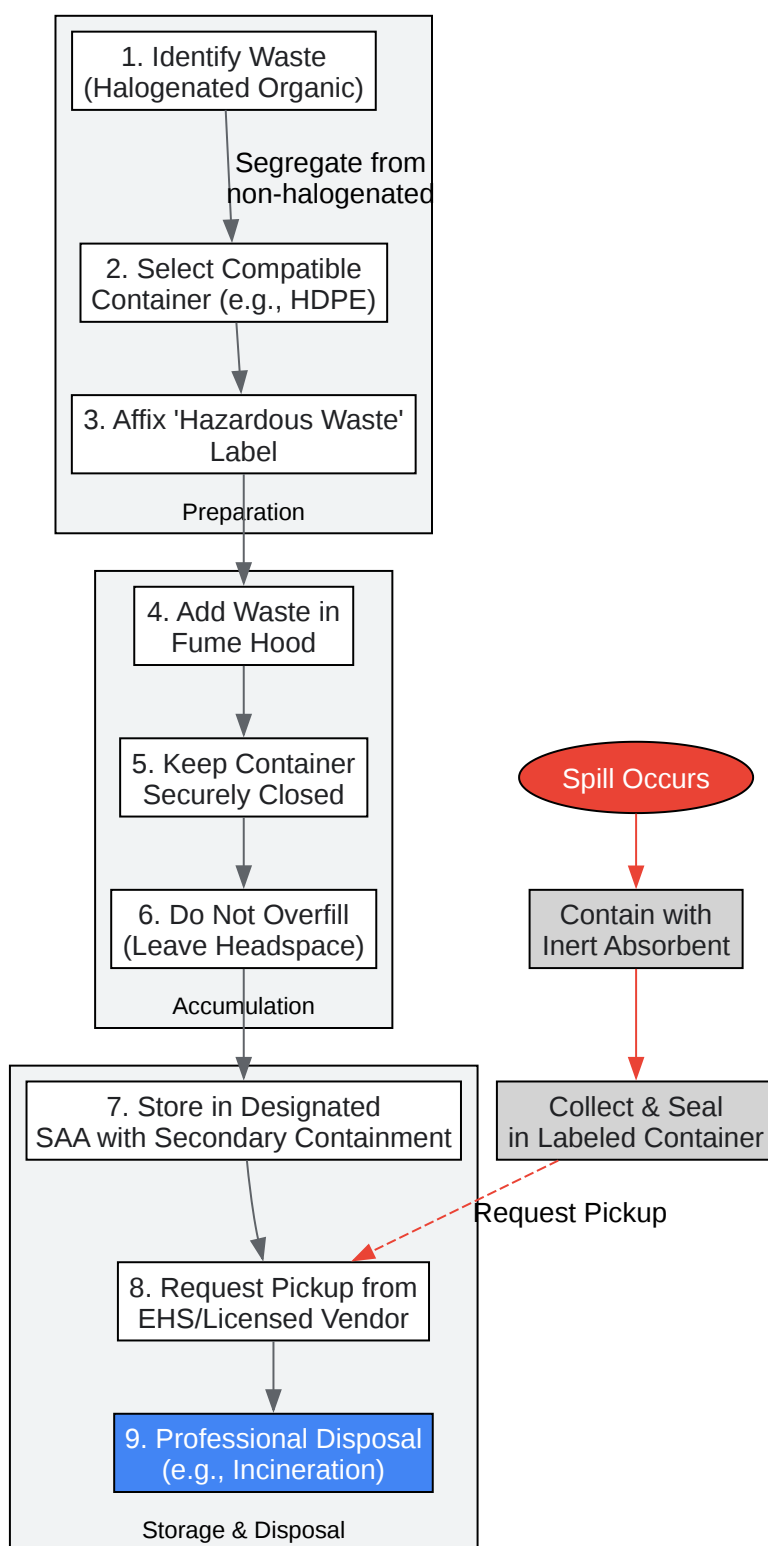 1. Identify Waste
(Halogenated Organic)
Segregate from
non-halogenated
2. Select Compatible
Container (e.g., HDPE)
3. Affix 'Hazardous Waste'
Label
Preparation
4. Add Waste in
Fume Hood
5. Keep Container
Securely Closed
6. Do Not Overfill
(Leave Headspace)
Accumulation
Spill Occurs
Contain with
Inert Absorbent
Collect & Seal
in Labeled Container
Request Pickup
7. Store in Designated
SAA with Secondary Containment
8. Request Pickup from
EHS/Licensed Vendor
9. Professional Disposal
(e.g., Incineration)
Storage & Disposal